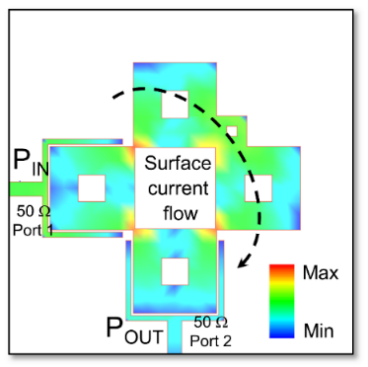 P_IN
50 Ω
Port 1
Surface
current
flow
P_OUT
50 Ω
Port 2
Max
Min